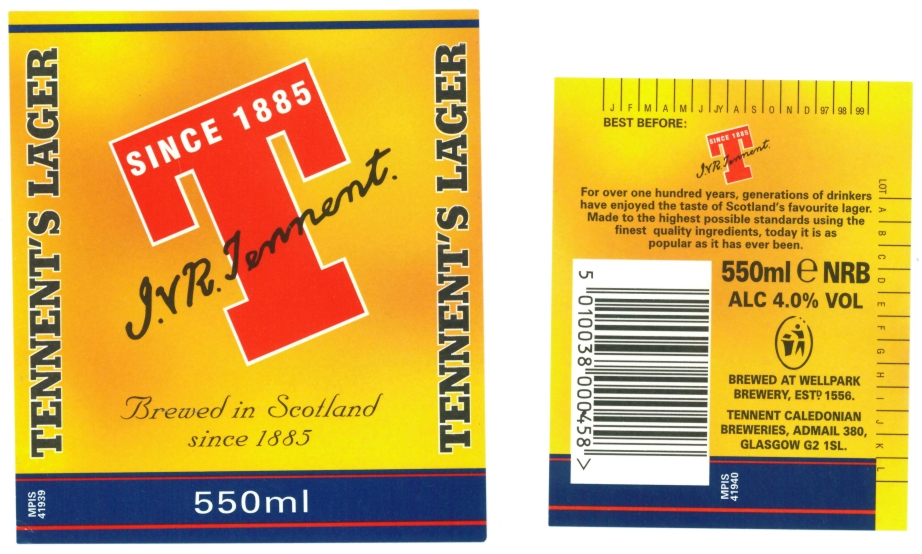 TENNENT'S LAGER
SINCE 1885
T
J.&R. Tennent.
TENNENT'S LAGER
Brewed in Scotland
since 1885
MPIS
41939
550ml
J F M A M J JY A S O N D 97 98 99
BEST BEFORE:
SINCE 1885
T
J.&R. Tennent.
For over one hundred years, generations of drinkers
have enjoyed the taste of Scotland's favourite lager.
Made to the highest possible standards using the
finest quality ingredients, today it is as
popular as it has ever been.
LOT A B C D E F G H I J K L
5 010038 000458 >
550ml e NRB
ALC 4.0% VOL
BREWED AT WELLPARK
BREWERY, ESTD 1556.
TENNENT CALEDONIAN
BREWERIES, ADMAIL 380,
GLASGOW G2 1SL.
MPIS
41940